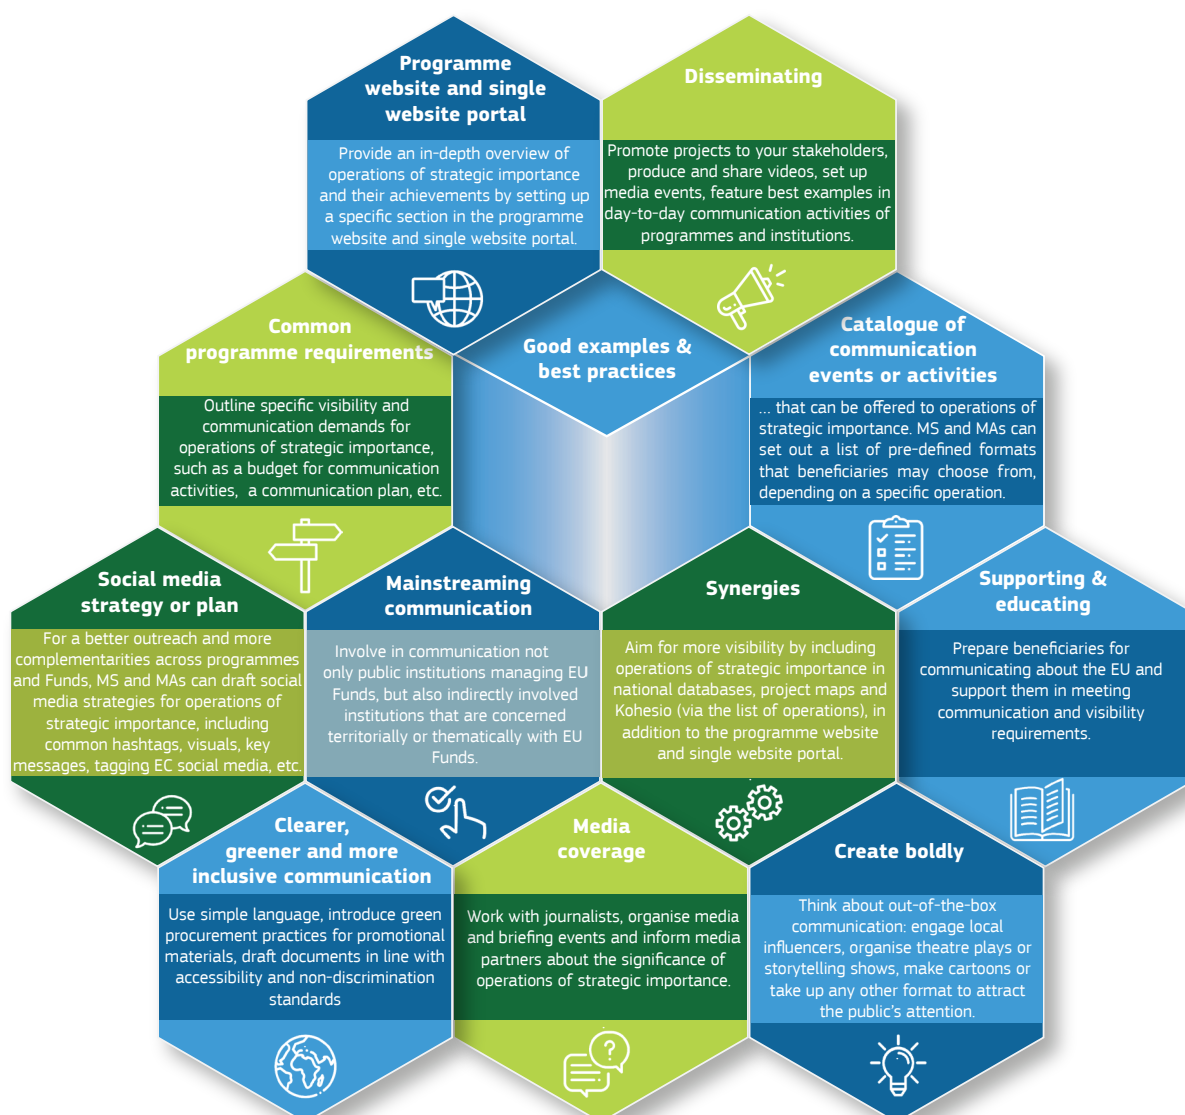 Programme
website and single
website portal
Provide an in-depth overview of
operations of strategic importance
and their achievements by setting up
a specific section in the programme
website and single website portal.
Disseminating
Promote projects to your stakeholders,
produce and share videos, set up
media events, feature best examples in
day-to-day communication activities of
programmes and institutions.
Common
programme requirements
Outline specific visibility and
communication demands for
operations of strategic importance,
such as a budget for communication
activities, a communication plan, etc.
Good examples &
best practices
Catalogue of
communication
events or activities
... that can be offered to operations of
strategic importance. MS and MAs can
set out a list of pre-defined formats
that beneficiaries may choose from,
depending on a specific operation.
Social media
strategy or plan
For a better outreach and more
complementarities across programmes
and Funds, MS and MAs can draft social
media strategies for operations of
strategic importance, including
common hashtags, visuals, key
messages, tagging EC social media, etc.
Mainstreaming
communication
Involve in communication not
only public institutions managing EU
Funds, but also indirectly involved
institutions that are concerned
territorially or thematically with EU
Funds.
Synergies
Aim for more visibility by including
operations of strategic importance in
national databases, project maps and
Kohesio (via the list of operations), in
addition to the programme website
and single website portal.
Supporting &
educating
Prepare beneficiaries for
communicating about the EU and
support them in meeting
communication and visibility
requirements.
Clearer,
greener and more
inclusive communication
Use simple language, introduce green
procurement practices for promotional
materials, draft documents in line with
accessibility and non-discrimination
standards
Media
coverage
Work with journalists, organise media
and briefing events and inform media
partners about the significance of
operations of strategic importance.
?
Create boldly
Think about out-of-the-box
communication: engage local
influencers, organise theatre plays or
storytelling shows, make cartoons or
take up any other format to attract
the public's attention.